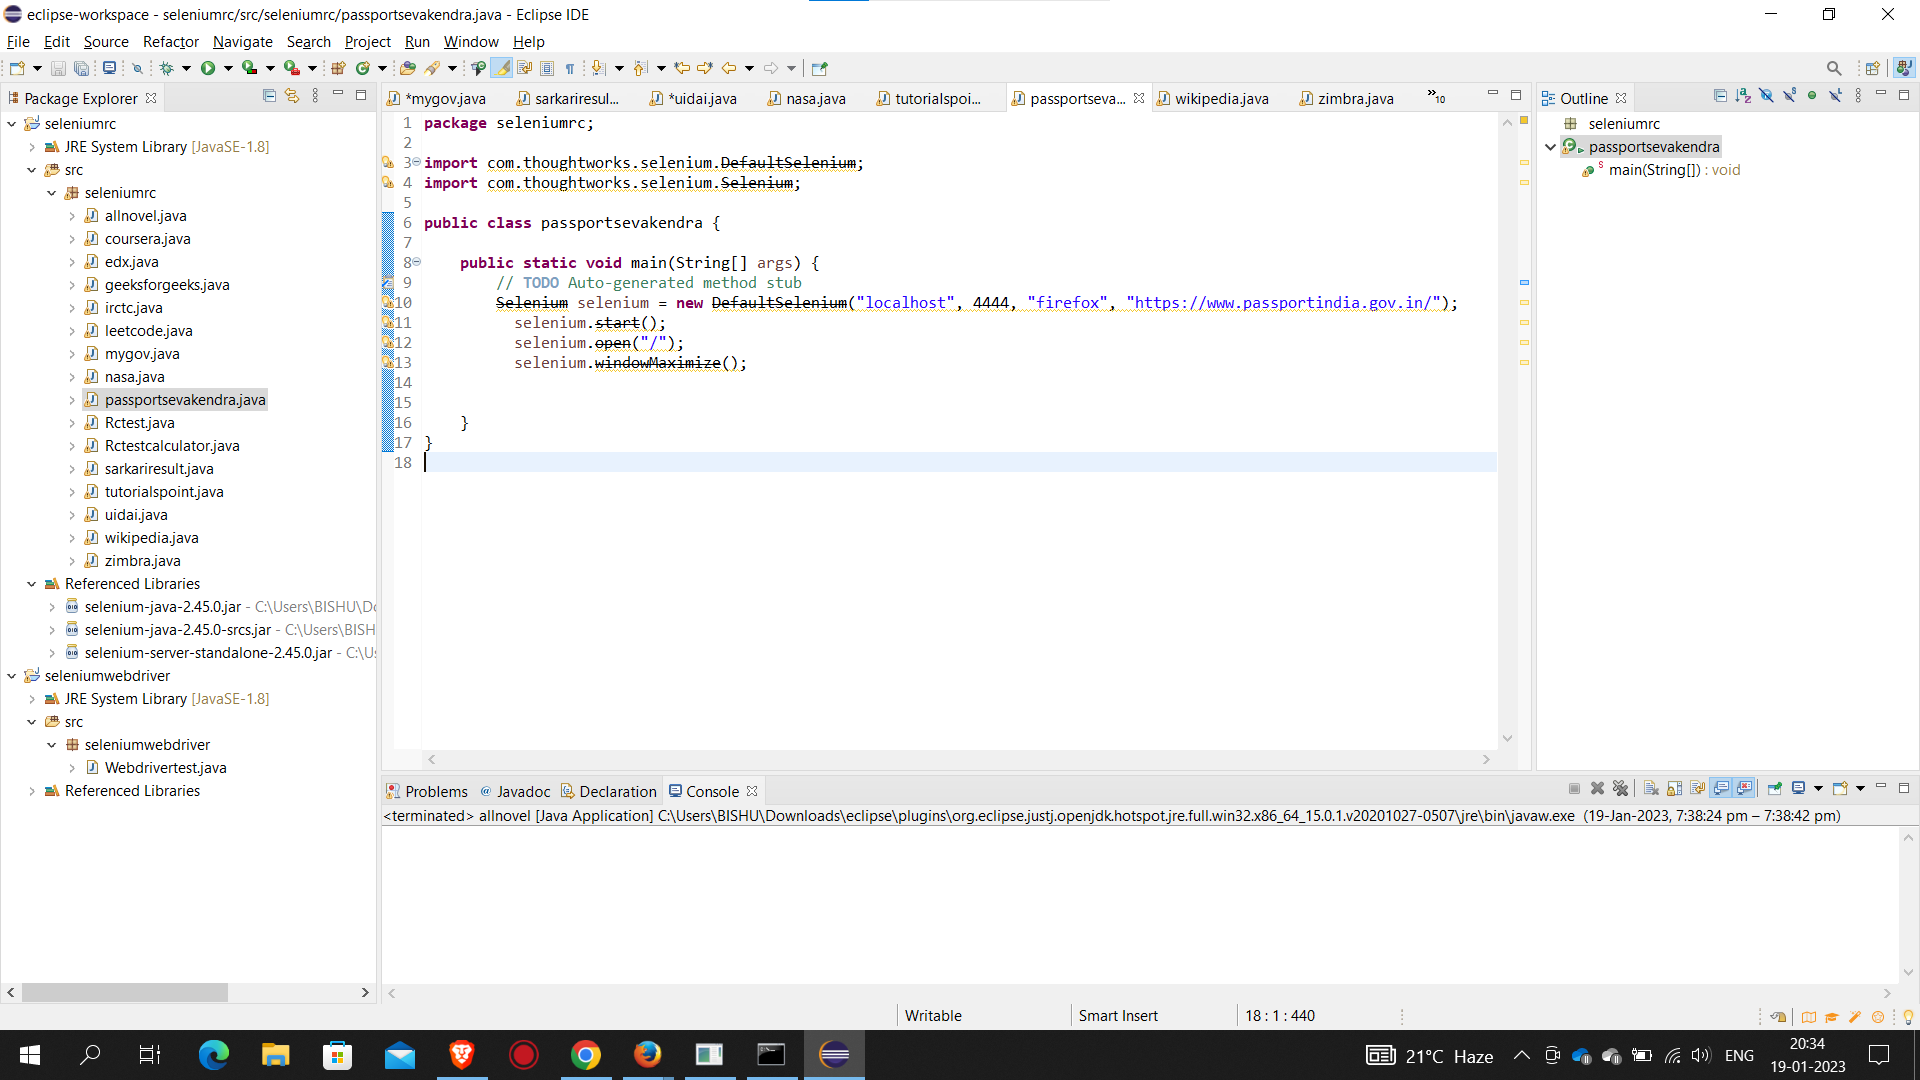 eclipse-workspace - seleniumrc/src/seleniumrc/passportsevakendra.java - Eclipse IDE
File Edit Source Refactor Navigate Search Project Run Window Help
Package Explorer
seleniumrc
JRE System Library [JavaSE-1.8]
src
seleniumrc
allnovel.java
coursera.java
edx.java
geeksforgeeks.java
irctc.java
leetcode.java
mygov.java
nasa.java
passportsevakendra.java
Rctest.java
Rctestcalculator.java
sarkariresult.java
tutorialspoint.java
uidai.java
wikipedia.java
zimbra.java
Referenced Libraries
selenium-java-2.45.0.jar - C:\Users\BISHU\Do
selenium-java-2.45.0-srcs.jar - C:\Users\BISH
selenium-server-standalone-2.45.0.jar - C:\Us
seleniumwebdriver
JRE System Library [JavaSE-1.8]
src
seleniumwebdriver
Webdrivertest.java
Referenced Libraries
*mygov.java sarkariresul... *uidai.java nasa.java tutorialspoi... passportseva... wikipedia.java zimbra.java »10
1 package seleniumrc;
2
3 import com.thoughtworks.selenium.DefaultSelenium;
4 import com.thoughtworks.selenium.Selenium;
5
6 public class passportsevakendra {
7
8 public static void main(String[] args) {
9 // TODO Auto-generated method stub
10 Selenium selenium = new DefaultSelenium("localhost", 4444, "firefox", "https://www.passportindia.gov.in/");
11 selenium.start();
12 selenium.open("/");
13 selenium.windowMaximize();
14
15
16 }
17 }
18
Outline
seleniumrc
passportsevakendra
main(String[]) : void
Problems @ Javadoc Declaration Console
<terminated> allnovel [Java Application] C:\Users\BISHU\Downloads\eclipse\plugins\org.eclipse.justj.openjdk.hotspot.jre.full.win32.x86_64_15.0.1.v20201027-0507\jre\bin\javaw.exe (19-Jan-2023, 7:38:24 pm – 7:38:42 pm)
Writable Smart Insert 18 : 1 : 440
21°C Haze ENG 20:34
19-01-2023